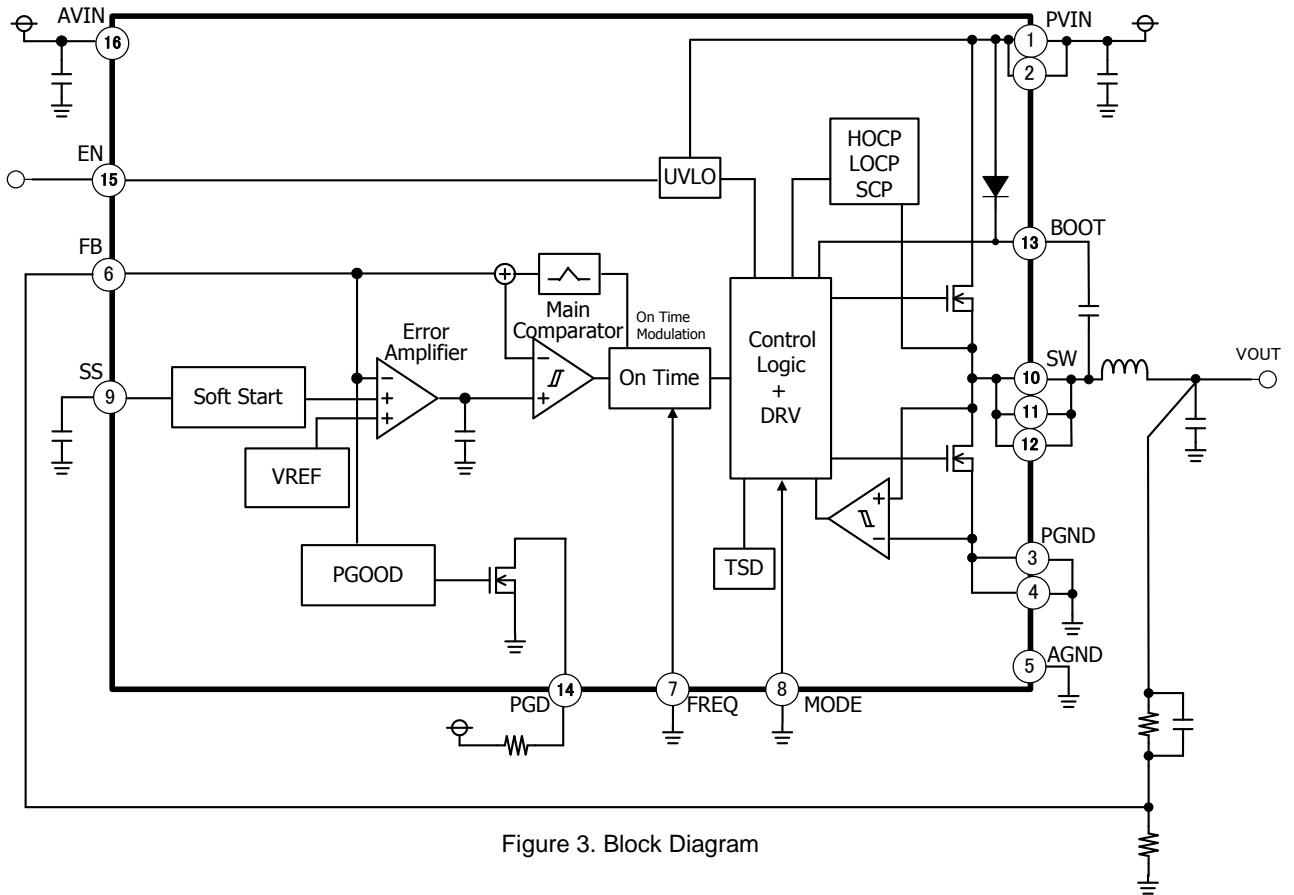 AVIN
PVIN
16
1
2
EN
15
UVLO
HOCP
LOCP
SCP
BOOT
13
FB
6
+
Main
Comparator
On Time
Modulation
Error
Amplifier
SS
9
Soft Start
−
+
+
−
+
On Time
Control
Logic
+
DRV
SW
10
11
12
VOUT
VREF
+
−
PGOOD
TSD
PGND
3
4
5
AGND
14
PGD
7
FREQ
8
MODE
Figure 3. Block Diagram